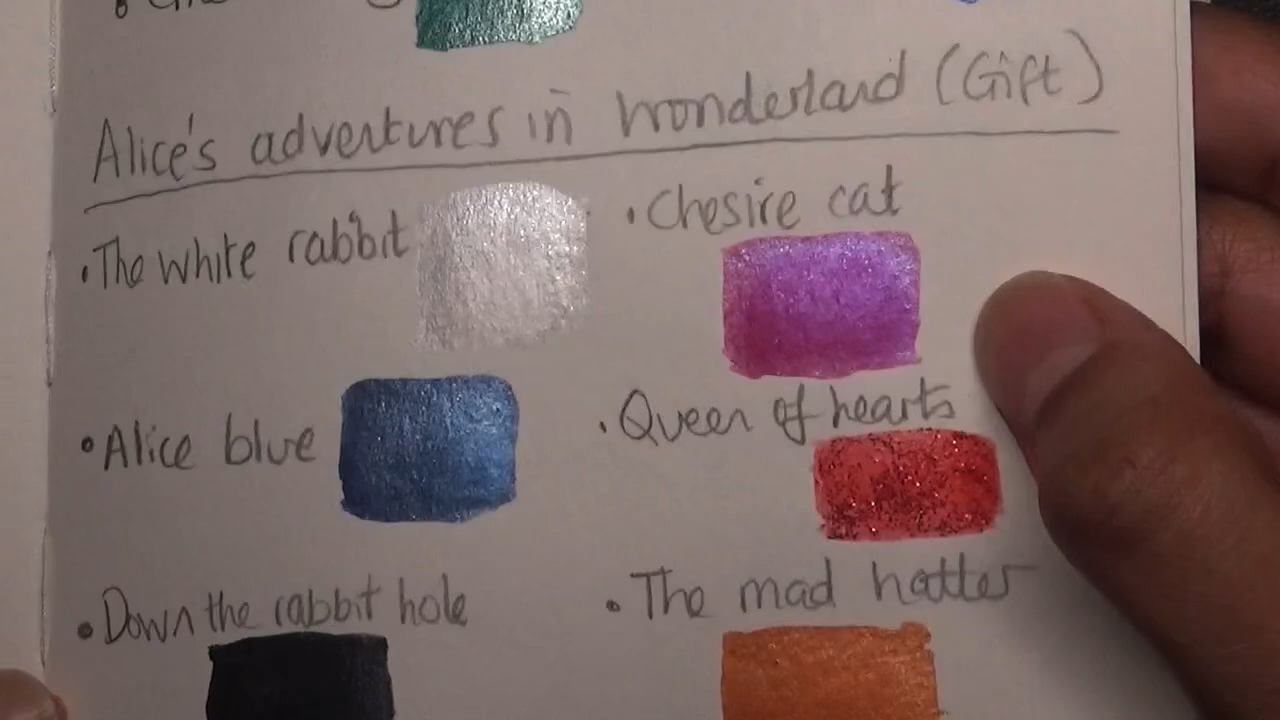 Alice's adventures in wonderland (Gift)
• The white rabbit
• Chesire cat
• Alice blue
• Queen of hearts
• Down the rabbit hole
• The mad hatter